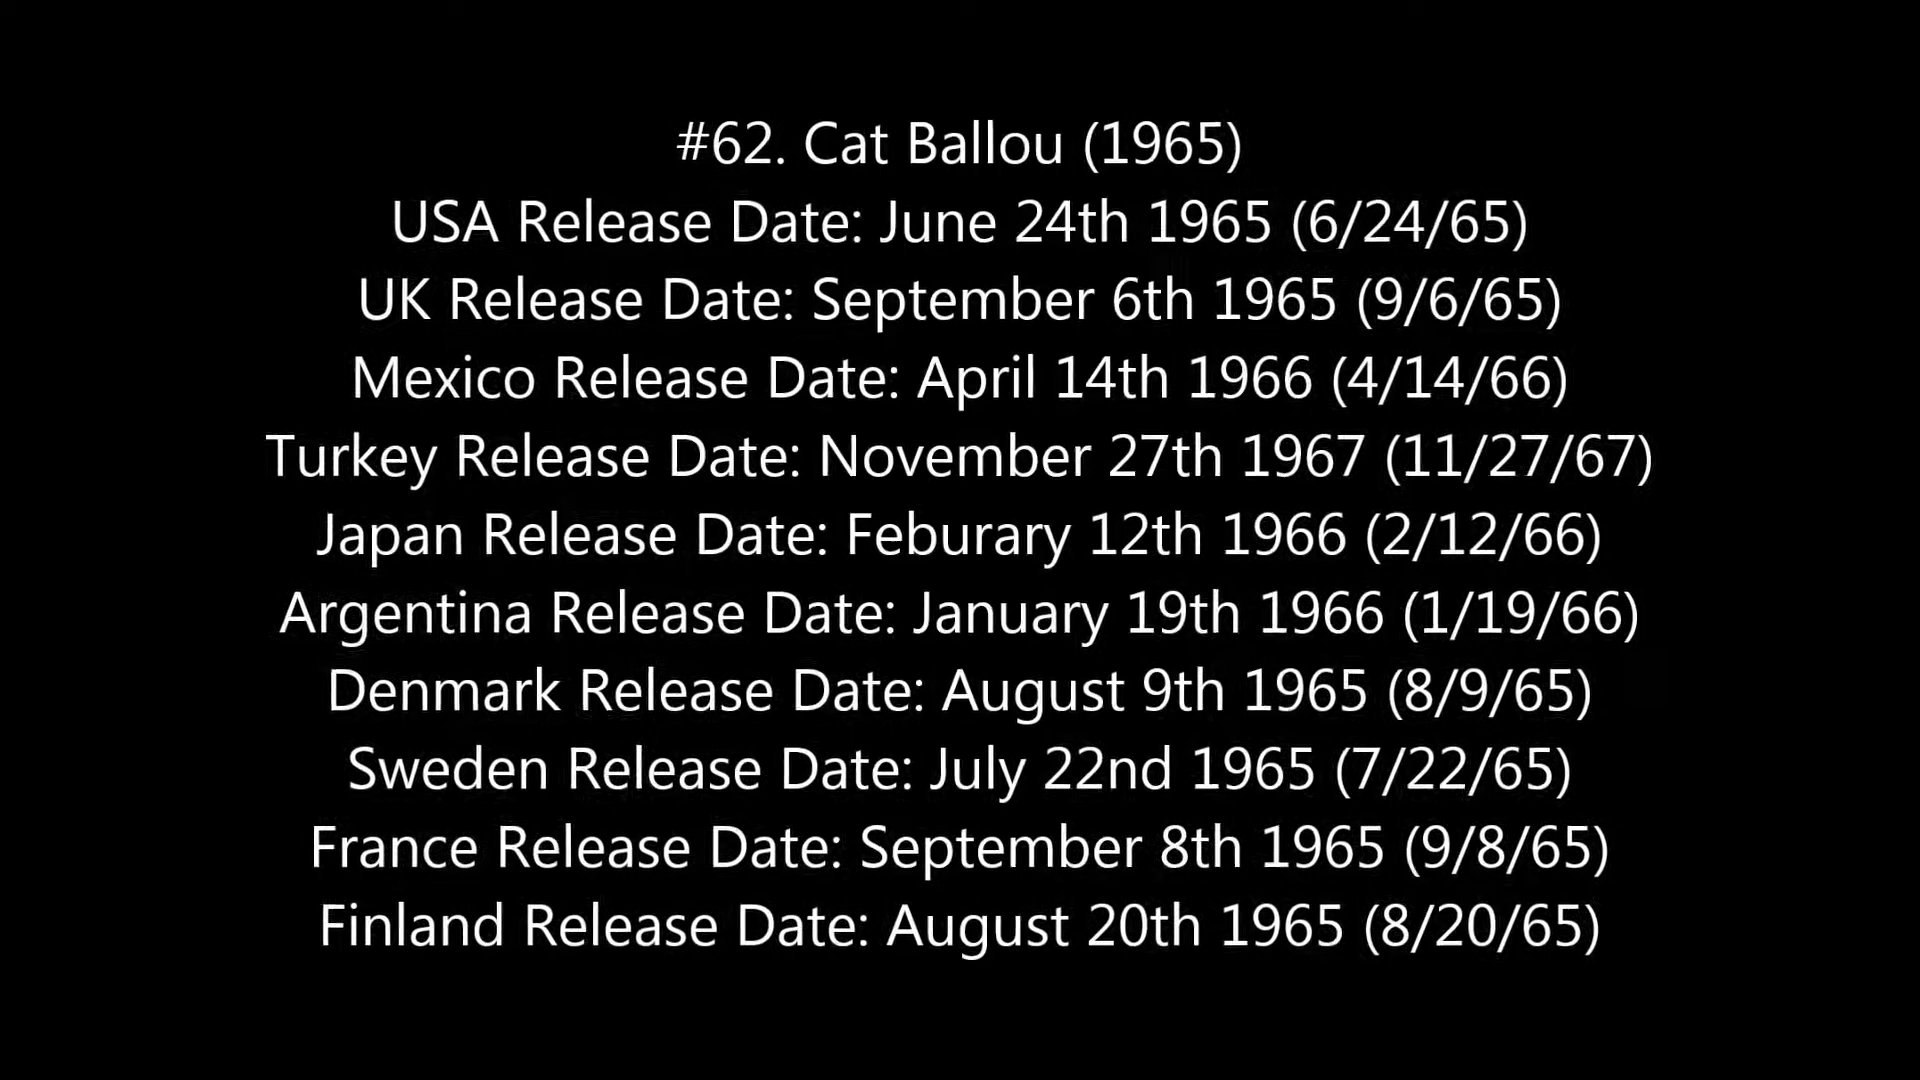 #62. Cat Ballou (1965)
USA Release Date: June 24th 1965 (6/24/65)
UK Release Date: September 6th 1965 (9/6/65)
Mexico Release Date: April 14th 1966 (4/14/66)
Turkey Release Date: November 27th 1967 (11/27/67)
Japan Release Date: Feburary 12th 1966 (2/12/66)
Argentina Release Date: January 19th 1966 (1/19/66)
Denmark Release Date: August 9th 1965 (8/9/65)
Sweden Release Date: July 22nd 1965 (7/22/65)
France Release Date: September 8th 1965 (9/8/65)
Finland Release Date: August 20th 1965 (8/20/65)